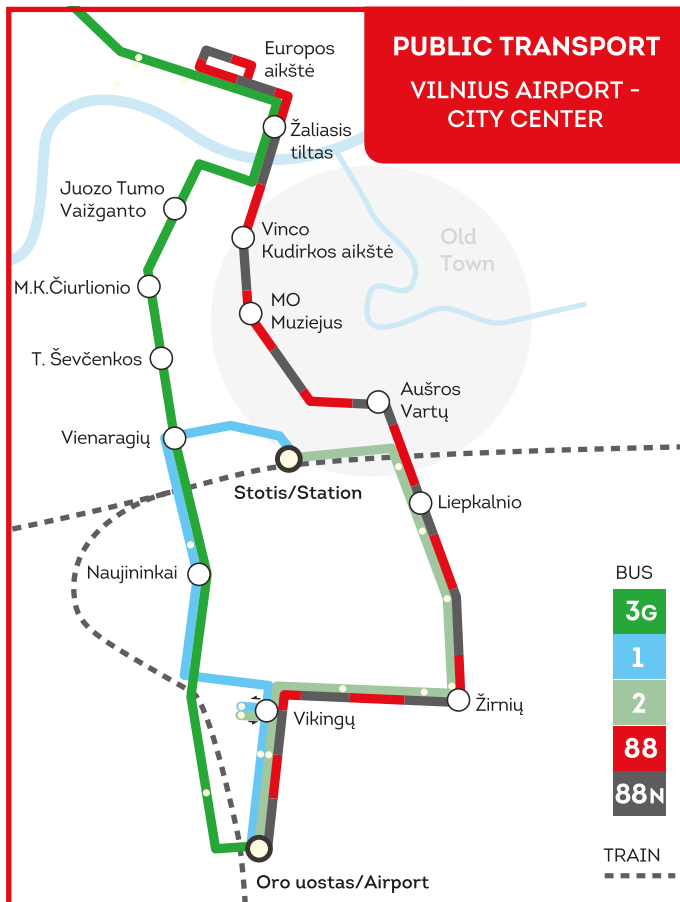 PUBLIC TRANSPORT
VILNIUS AIRPORT -
CITY CENTER
Europos
aikštė
Žaliasis
tiltas
Juozo Tumo
Vaižganto
Vinco
Kudirkos aikštė
Old
Town
M.K.Čiurlionio
MO
Muziejus
T. Ševčenkos
Aušros
Vartų
Vienaragių
Stotis/Station
Liepkalnio
Naujininkai
Žirnių
Vikingų
Oro uostas/Airport
BUS
3G
1
2
88
88N
TRAIN